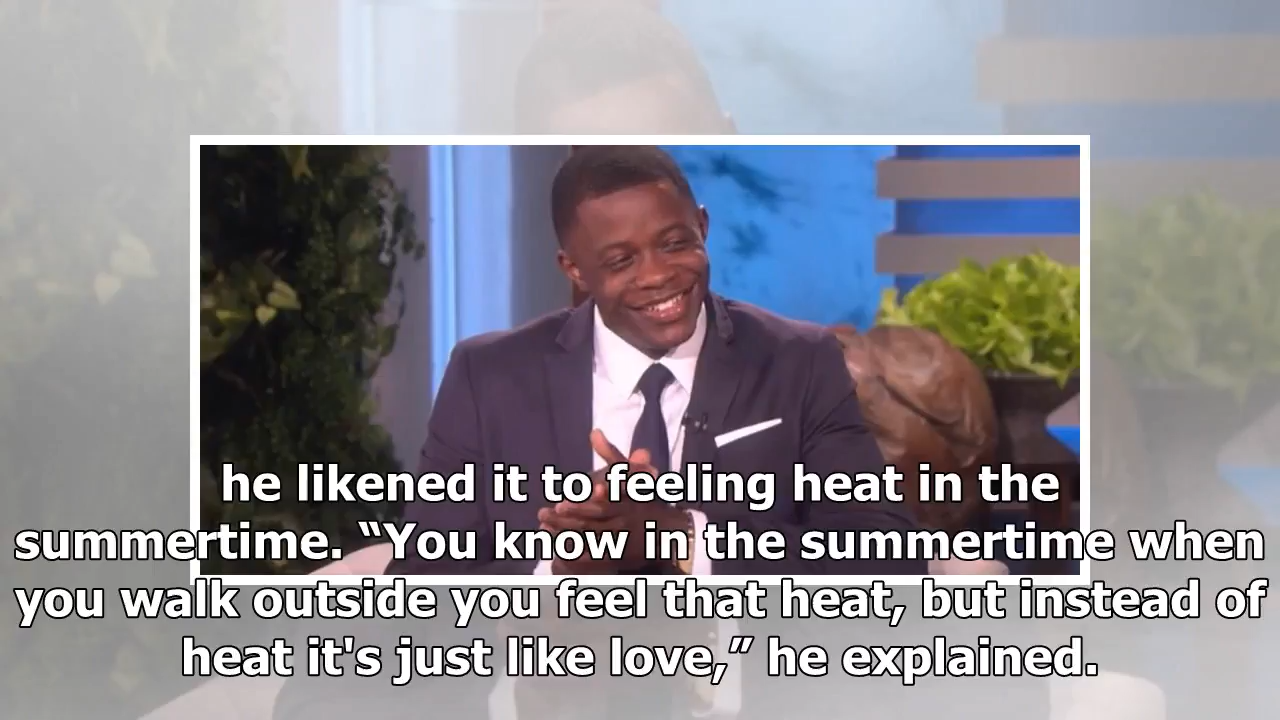 he likened it to feeling heat in the
summertime. “You know in the summertime when
you walk outside you feel that heat, but instead of
heat it's just like love,” he explained.